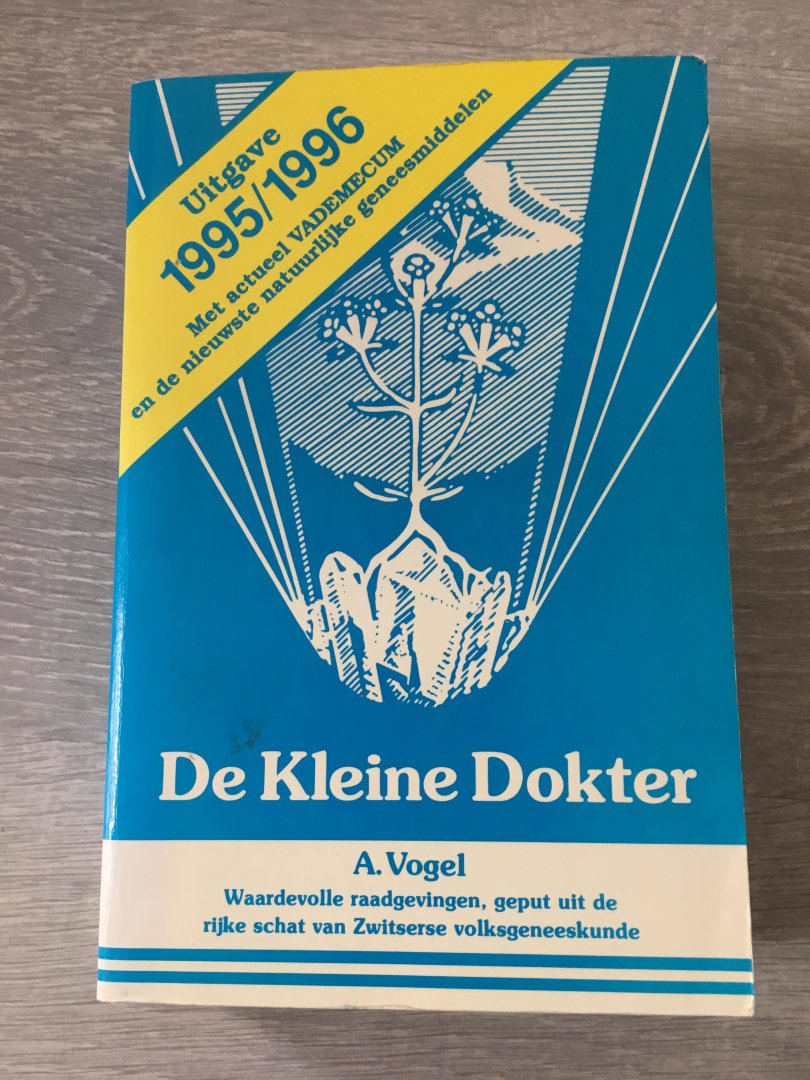 Uitgave
1995/1996
Met actueel VADEMECUM
en de nieuwste natuurlijke geneesmiddelen
De Kleine Dokter
A. Vogel
Waardevolle raadgevingen, geput uit de
rijke schat van Zwitserse volksgeneeskunde